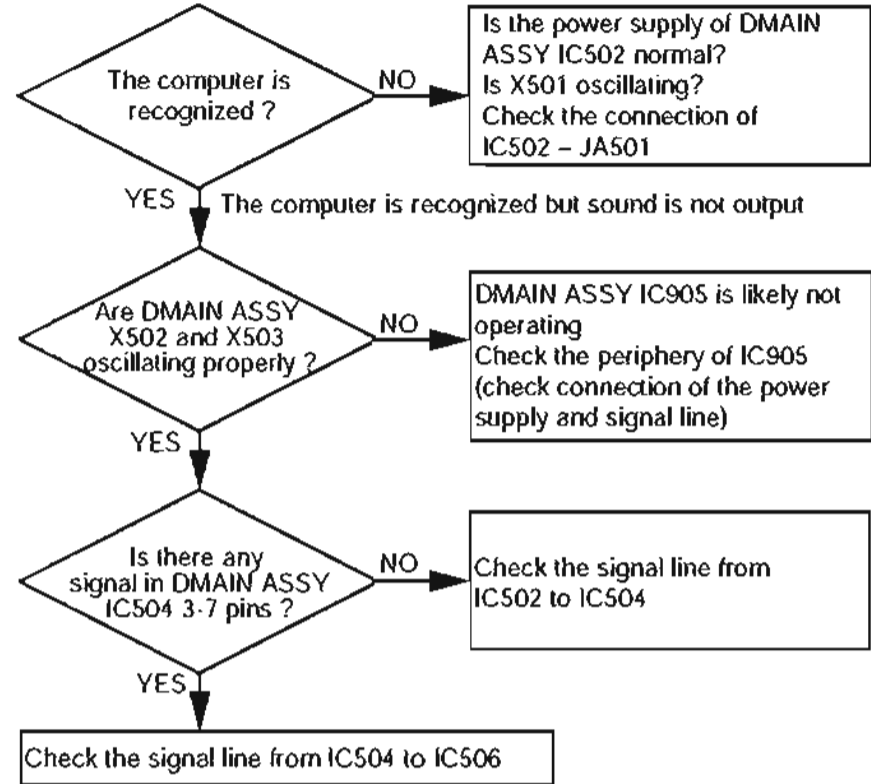 The computer is
recognized ?
NO
Is the power supply of DMAIN
ASSY IC502 normal?
Is X501 oscillating?
Check the connection of
IC502 – JA501
YES
The computer is recognized but sound is not output
Are DMAIN ASSY
X502 and X503
oscillating properly ?
NO
DMAIN ASSY IC905 is likely not
operating
Check the periphery of IC905
(check connection of the power
supply and signal line)
YES
Is there any
signal in DMAIN ASSY
IC504 3-7 pins ?
NO
Check the signal line from
IC502 to IC504
YES
Check the signal line from IC504 to IC506